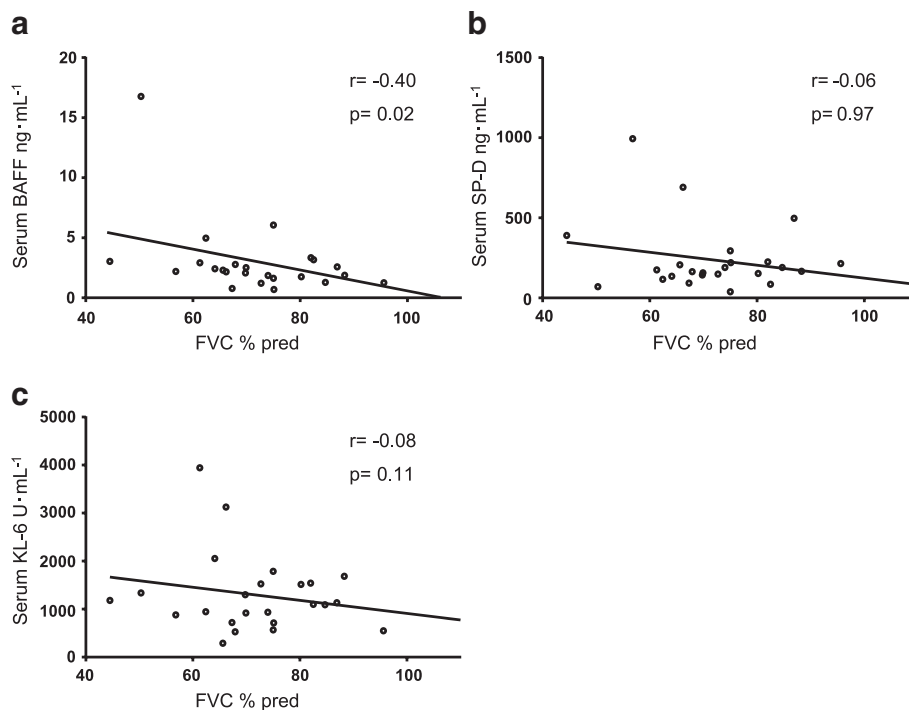 a
20
15
10
5
0
Serum BAFF ng·mL⁻¹
r= -0.40
p= 0.02
40 60 80 100
FVC % pred
b
1500
1000
500
0
Serum SP-D ng·mL⁻¹
r= -0.06
p= 0.97
40 60 80 100
FVC % pred
c
5000
4000
3000
2000
1000
0
Serum KL-6 U·mL⁻¹
r= -0.08
p= 0.11
40 60 80 100
FVC % pred